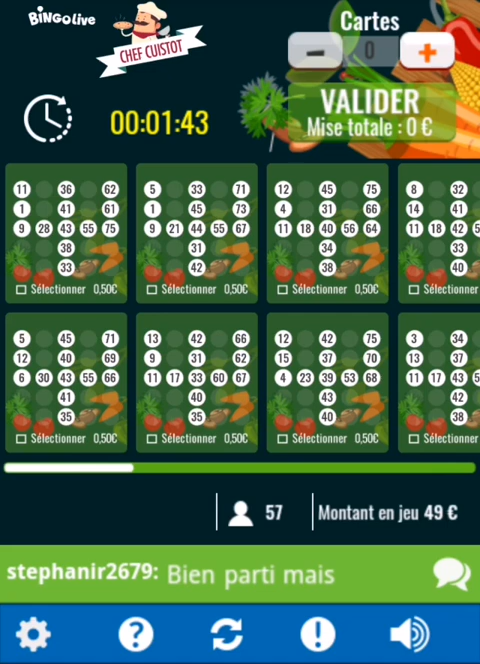 BINGOLIVE
CHEF CUISTOT
Cartes
- 0 +
VALIDER
Mise totale : 0 €
00:01:43
11 36 62
1 41 61
9 28 43 55 75
38
33
Sélectionner 0,50€
5 33 71
1 45 73
9 21 44 55 67
31
42
Sélectionner 0,50€
12 45 75
4 31 66
11 18 40 56 64
34
38
Sélectionner 0,50€
8 32
14 41
11 18 42 5
33
40
Sélectionner
5 45 71
12 40 69
6 30 43 55 66
41
35
Sélectionner 0,50€
13 42 66
9 31 62
11 17 33 60 67
40
35
Sélectionner 0,50€
12 42 75
15 37 70
4 23 39 53 68
43
40
Sélectionner 0,50€
3 34
13 37
11 17 43 5
42
38
Sélectionner
57
Montant en jeu 49 €
stephanir2679: Bien parti mais